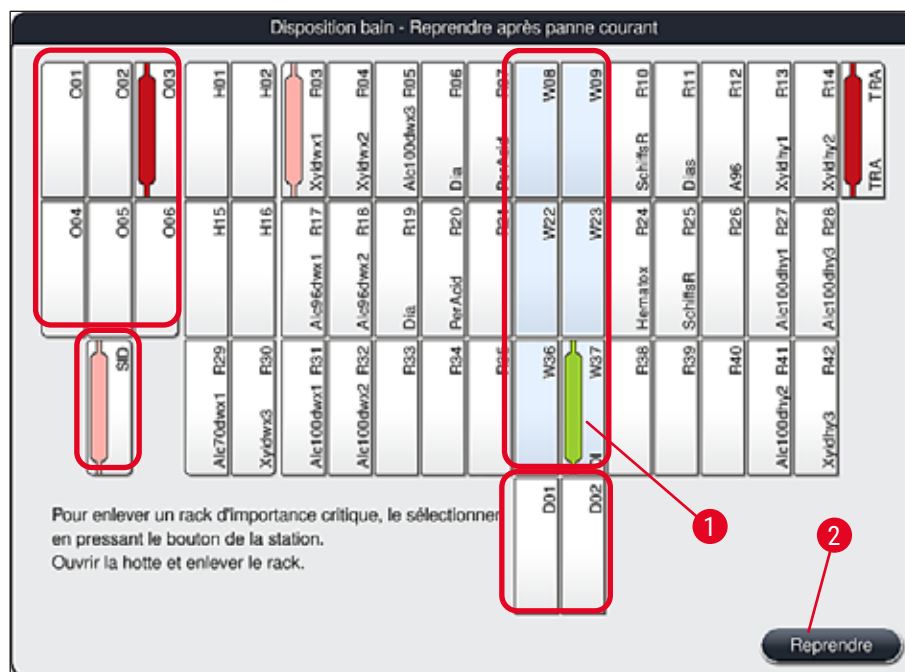 Disposition bain - Reprendre après panne courant
O01
O02
O03
H01
H02
R03 Xyldwx1
R04 Xyldwx2
R05 Alc100dwx3
R06 Dia
R07 PerAcid
W08
W09
R10 SchiffsR
R11 Dias
R12 A96
R13 Xyldhy1
R14 Xyldhy2
TRA TRA
O04
O05
O06
H15
H16
R17 Alc96dwx1
R18 Alc96dwx2
R19 Dia
R20 PerAcid
R21
W22
W23
R24 Hematox
R25 SchiffsR
R26
R27 Alc100dhy1
R28 Alc100dhy3
SID
R29 Alc70dwx1
R30 Xyldwx3
R31 Alc100dwx1
R32 Alc100dwx2
R33
R34
R35
W36
W37 DI
R38
R39
R40
R41 Alc100dhy2
R42 Xyldhy3
D01
D02
Pour enlever un rack d'importance critique, le sélectionner
en pressant le bouton de la station.
Ouvrir la hotte et enlever le rack.
1
2
Reprendre